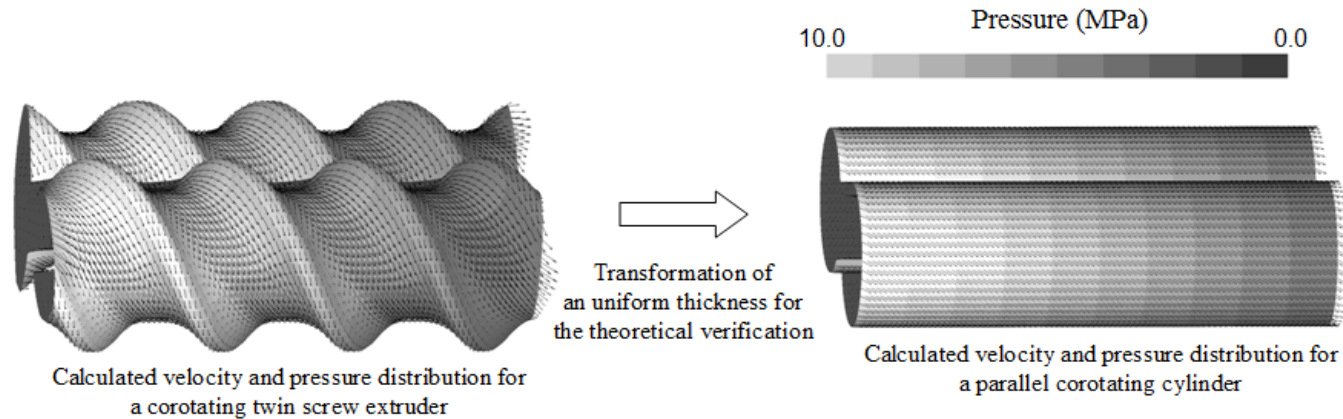 Pressure (MPa)
10.0 0.0
Transformation of
an uniform thickness for
the theoretical verification
Calculated velocity and pressure distribution for
a corotating twin screw extruder
Calculated velocity and pressure distribution for
a parallel corotating cylinder